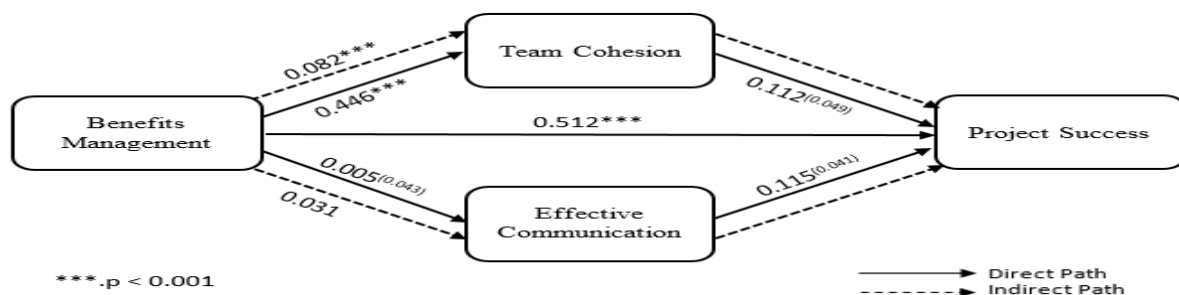 Team Cohesion
0.082***
0.446***
0.112(0.049)
Benefits
Management
0.512***
Project Success
0.005(0.043)
0.031
0.115(0.041)
Effective
Communication
***.p < 0.001
Direct Path
Indirect Path